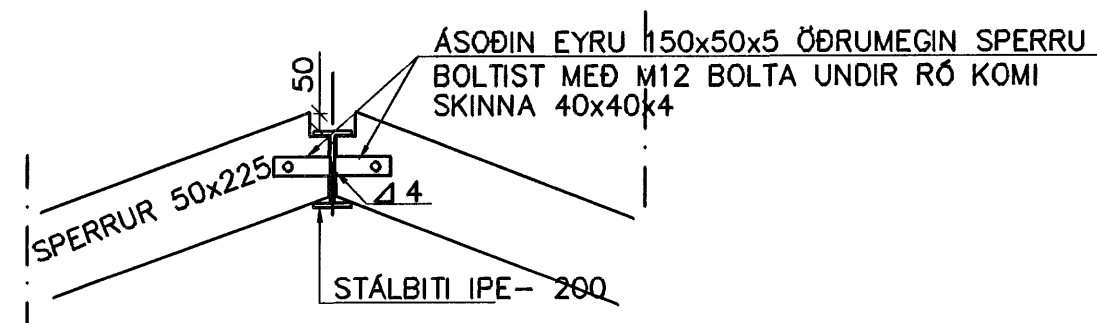 ÁSOÐIN EYRU 150x50x5 ÖÐRUMEGIN SPERRU
BOLTIST MEÐ M12 BOLTA UNDIR RÓ KOMI
SKINNA 40x40x4
50
SPERRUR 50x225
4
STÁLBITI IPE- 200